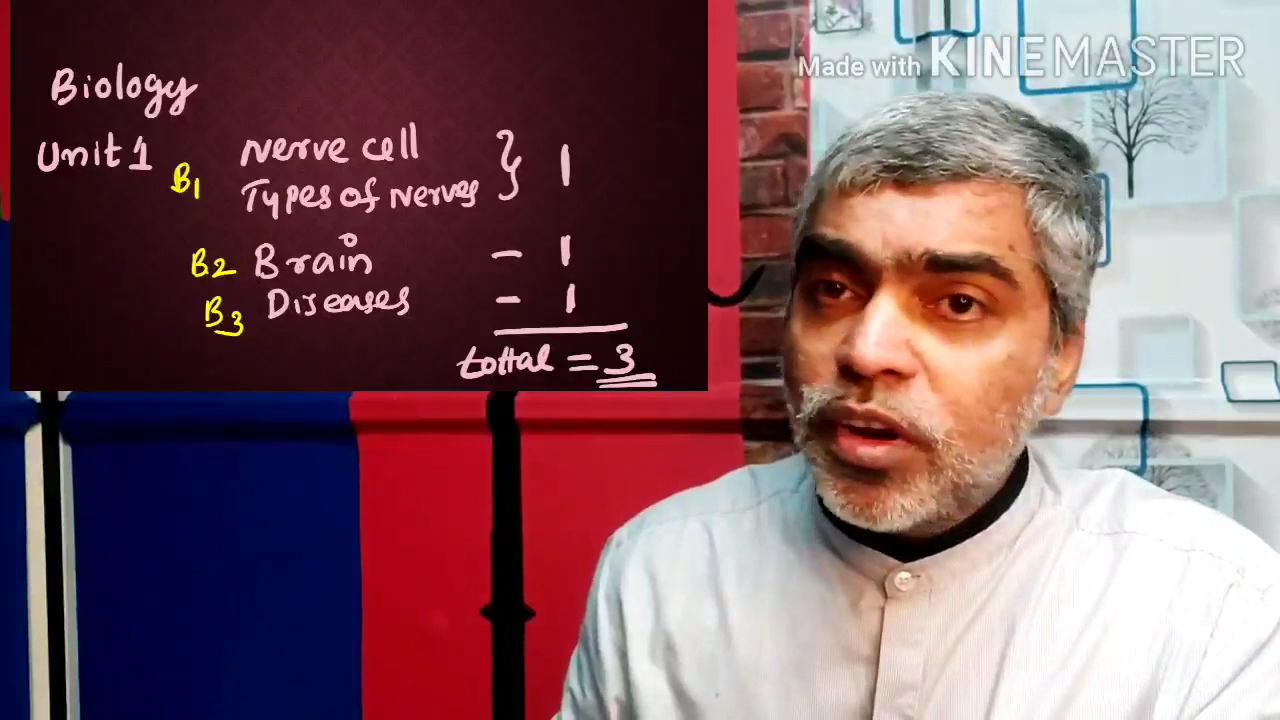 Made with KINEMASTER
Biology
Unit 1
B1 Nerve cell } 1
Types of nerves
B2 Brain - 1
B3 Diseases - 1
tottal = 3